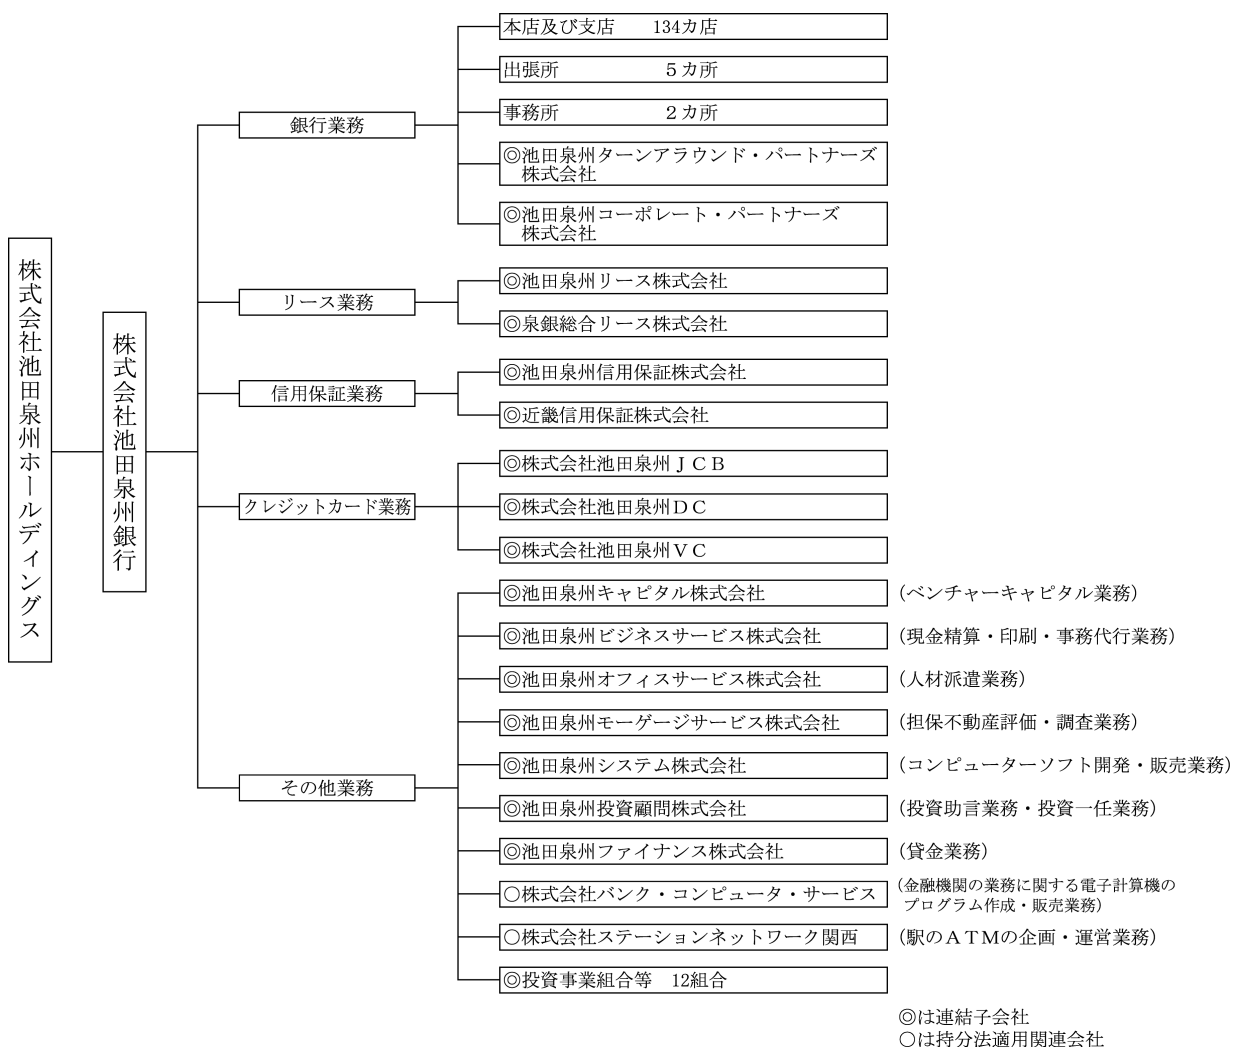 株式会社池田泉州ホールディングス
株式会社池田泉州銀行
銀行業務
本店及び支店　　134カ店
出張所　　　　　　5カ所
事務所　　　　　　2カ所
◎池田泉州ターンアラウンド・パートナーズ
株式会社
◎池田泉州コーポレート・パートナーズ
株式会社
リース業務
◎池田泉州リース株式会社
◎泉銀総合リース株式会社
信用保証業務
◎池田泉州信用保証株式会社
◎近畿信用保証株式会社
クレジットカード業務
◎株式会社池田泉州ＪＣＢ
◎株式会社池田泉州ＤＣ
◎株式会社池田泉州ＶＣ
その他業務
◎池田泉州キャピタル株式会社 （ベンチャーキャピタル業務）
◎池田泉州ビジネスサービス株式会社 （現金精算・印刷・事務代行業務）
◎池田泉州オフィスサービス株式会社 （人材派遣業務）
◎池田泉州モーゲージサービス株式会社 （担保不動産評価・調査業務）
◎池田泉州システム株式会社 （コンピューターソフト開発・販売業務）
◎池田泉州投資顧問株式会社 （投資助言業務・投資一任業務）
◎池田泉州ファイナンス株式会社 （貸金業務）
○株式会社バンク・コンピュータ・サービス （金融機関の業務に関する電子計算機の
プログラム作成・販売業務）
○株式会社ステーションネットワーク関西 （駅のＡＴＭの企画・運営業務）
◎投資事業組合等　12組合
◎は連結子会社
○は持分法適用関連会社